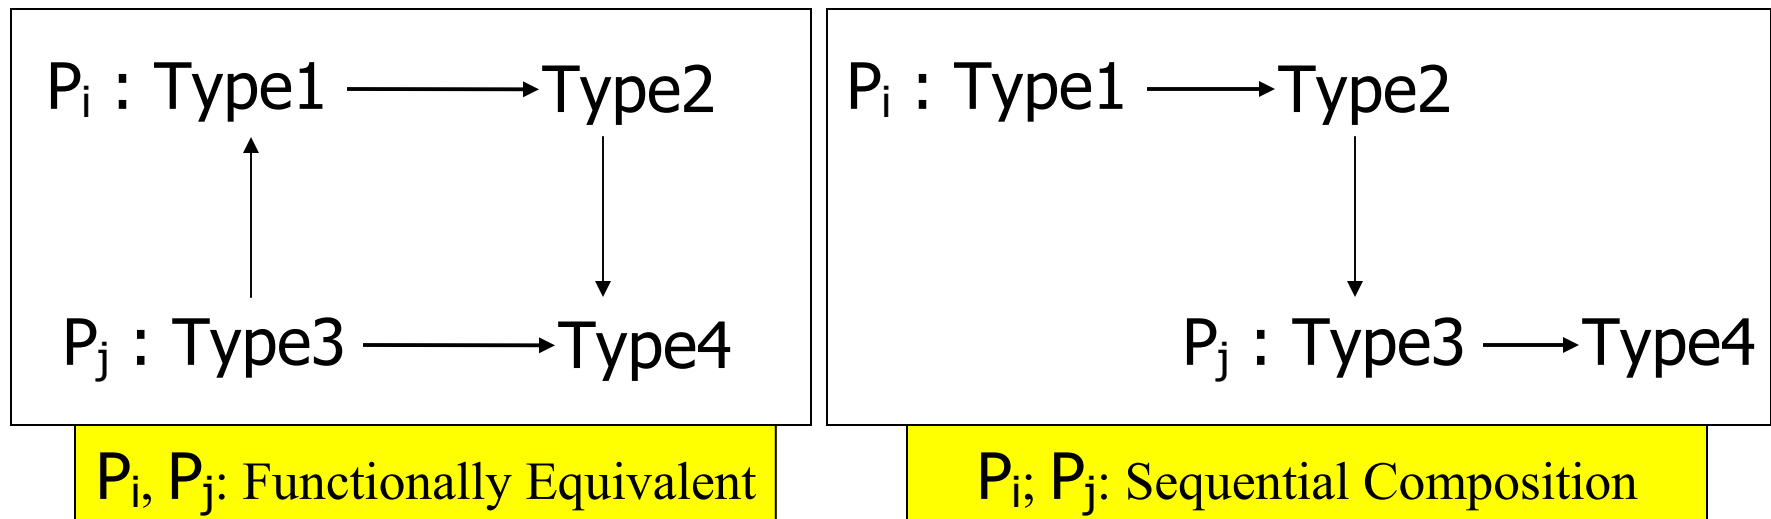 Pi : Type1 Type2
Pj : Type3 Type4
Pi, Pj: Functionally Equivalent
Pi : Type1 Type2
Pj : Type3 Type4
Pi; Pj: Sequential Composition